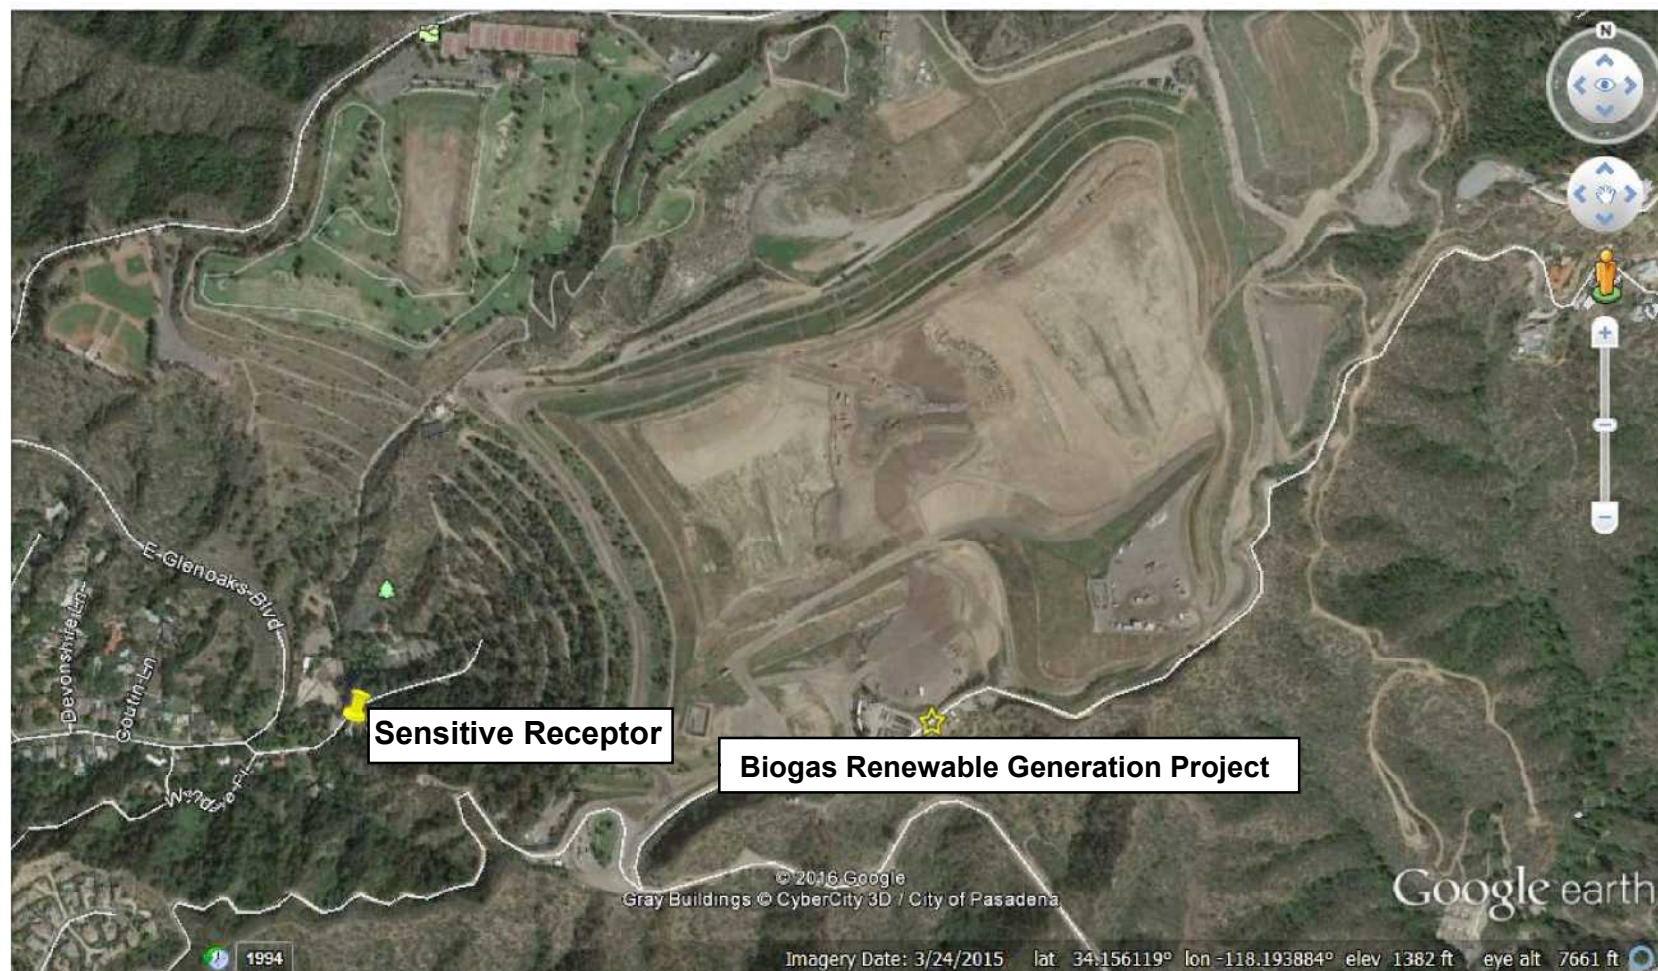 N
E Glenoaks Blvd
Devonshire Ln
Goutin Ln
Sensitive Receptor
Biogas Renewable Generation Project
© 2016 Google
Gray Buildings © CyberCity 3D / City of Pasadena
Google earth
1994
Imagery Date: 3/24/2015 lat 34.156119° lon -118.193884° elev 1382 ft eye alt 7661 ft